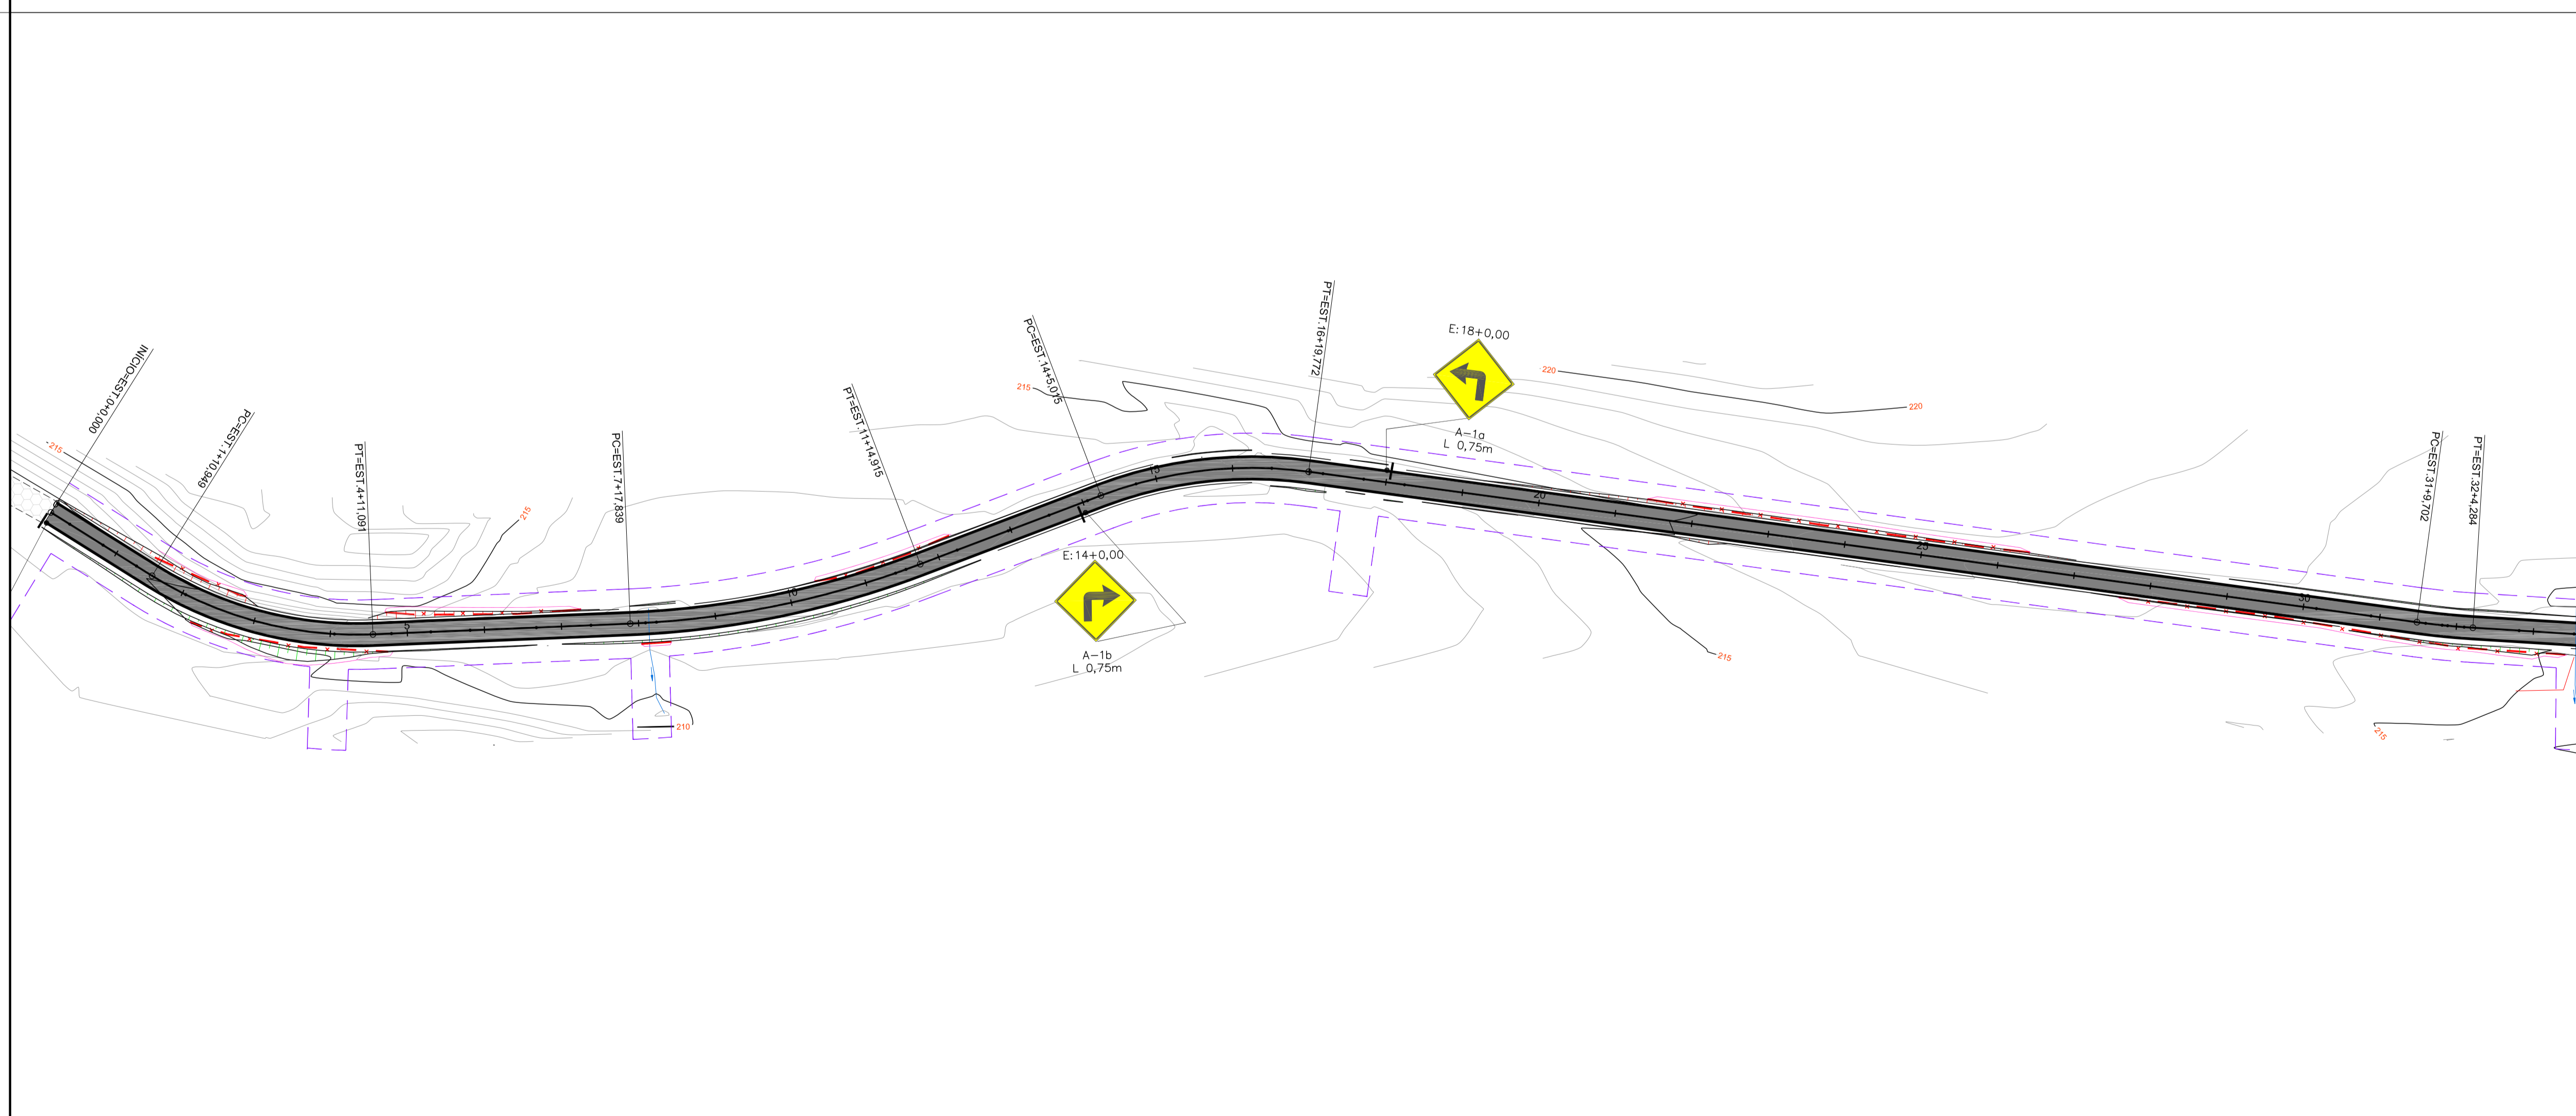 INÍCIO=EST.0+0,000
PC=EST.1+10,949
PT=EST.4+11,091
PC=EST.7+17,839
PT=EST.11+14,915
PC=EST.14+5,015
PT=EST.16+19,772
E:18+0,00
A-1a
L 0,75m
E:14+0,00
A-1b
L 0,75m
PC=EST.31+9,702
PT=EST.32+4,284
215
215
215
220
220
215
210
215
5
10
15
20
25
30